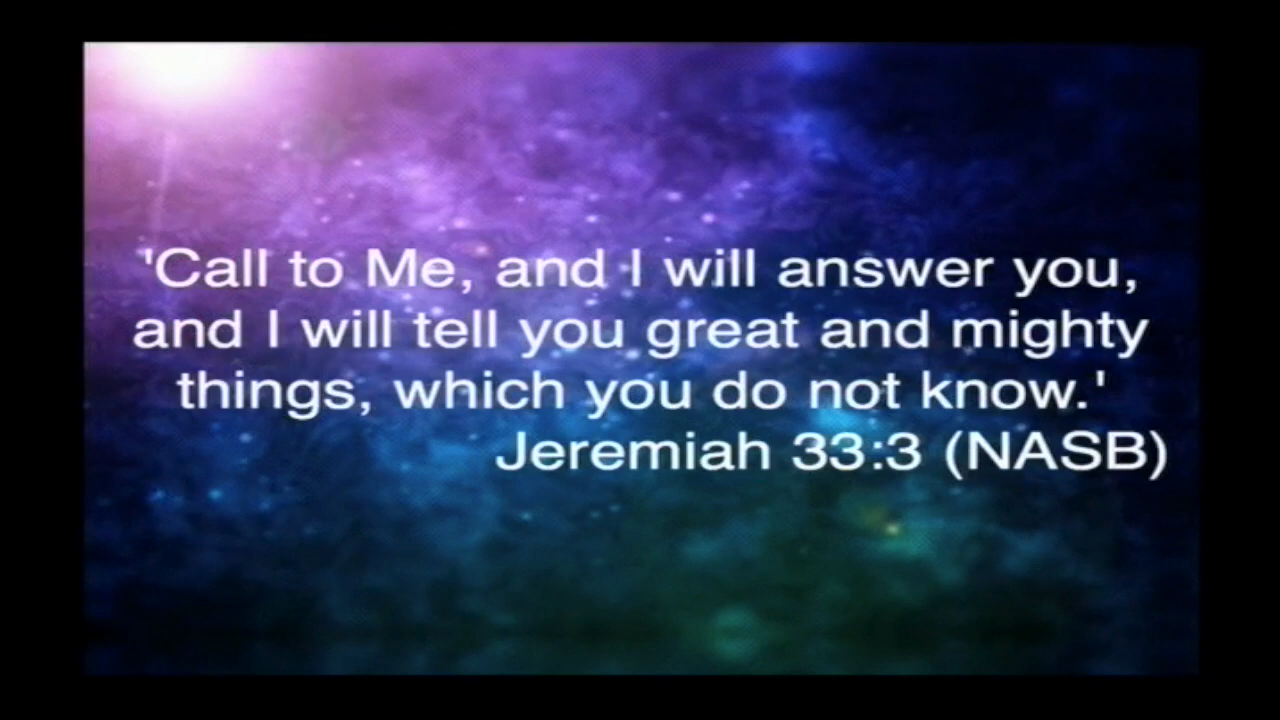 'Call to Me, and I will answer you,
and I will tell you great and mighty
things, which you do not know.'
Jeremiah 33:3 (NASB)